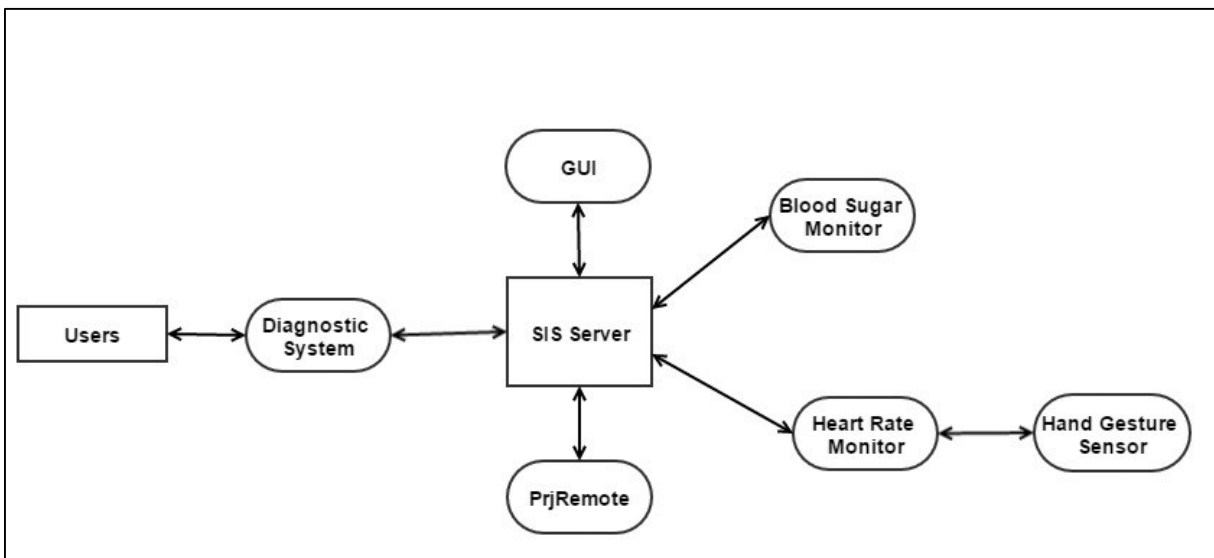 GUI
Blood Sugar
Monitor
Users
Diagnostic
System
SIS Server
Heart Rate
Monitor
Hand Gesture
Sensor
PrjRemote